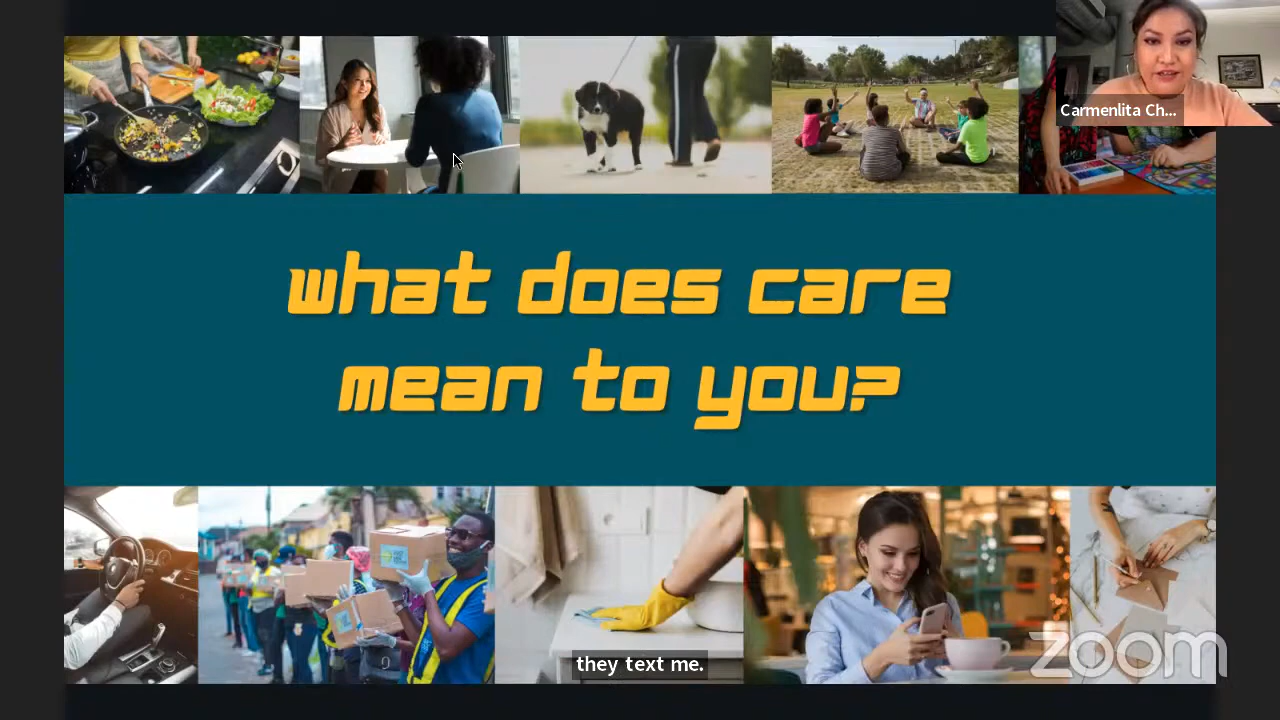 Carmenlita Ch...
what does care
mean to you?
they text me.
zoom